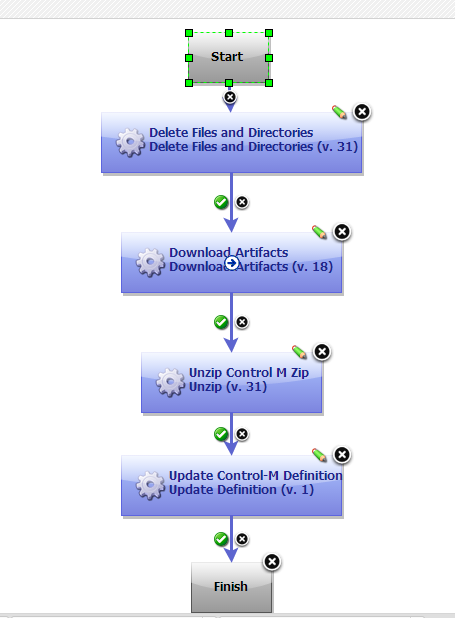 Start
Delete Files and Directories
Delete Files and Directories (v. 31)
Download Artifacts
Download Artifacts (v. 18)
Unzip Control M Zip
Unzip (v. 31)
Update Control-M Definition
Update Definition (v. 1)
Finish